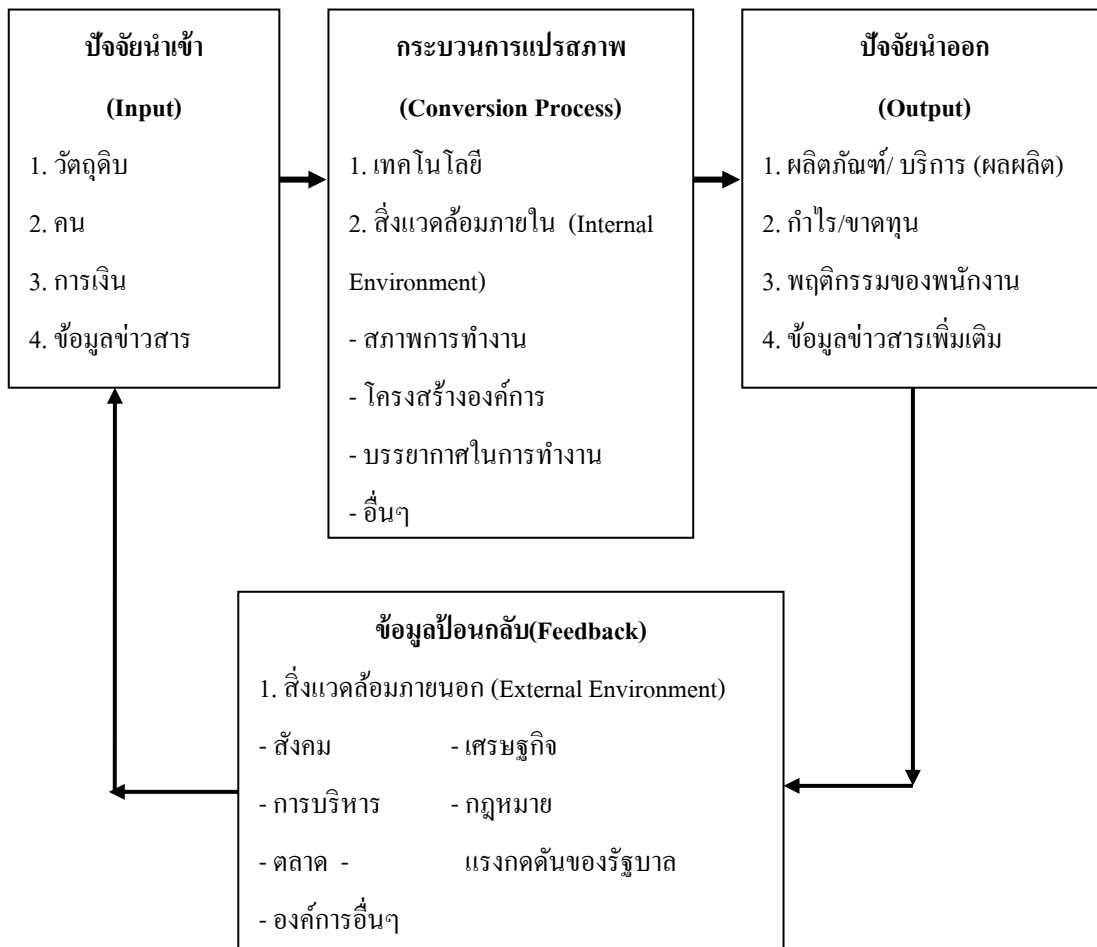 ปัจจัยนำเข้า
(Input)
1. วัตถุดิบ
2. คน
3. การเงิน
4. ข้อมูลข่าวสาร
กระบวนการแปรสภาพ
(Conversion Process)
1. เทคโนโลยี
2. สิ่งแวดล้อมภายใน (Internal
Environment)
- สภาพการทำงาน
- โครงสร้างองค์การ
- บรรยากาศในการทำงาน
- อื่นๆ
ปัจจัยนำออก
(Output)
1. ผลิตภัณฑ์/ บริการ (ผลผลิต)
2. กำไร/ขาดทุน
3. พฤติกรรมของพนักงาน
4. ข้อมูลข่าวสารเพิ่มเติม
ข้อมูลป้อนกลับ(Feedback)
1. สิ่งแวดล้อมภายนอก (External Environment)
- สังคม - เศรษฐกิจ
- การบริหาร - กฎหมาย
- ตลาด - แรงกดดันของรัฐบาล
- องค์การอื่นๆ